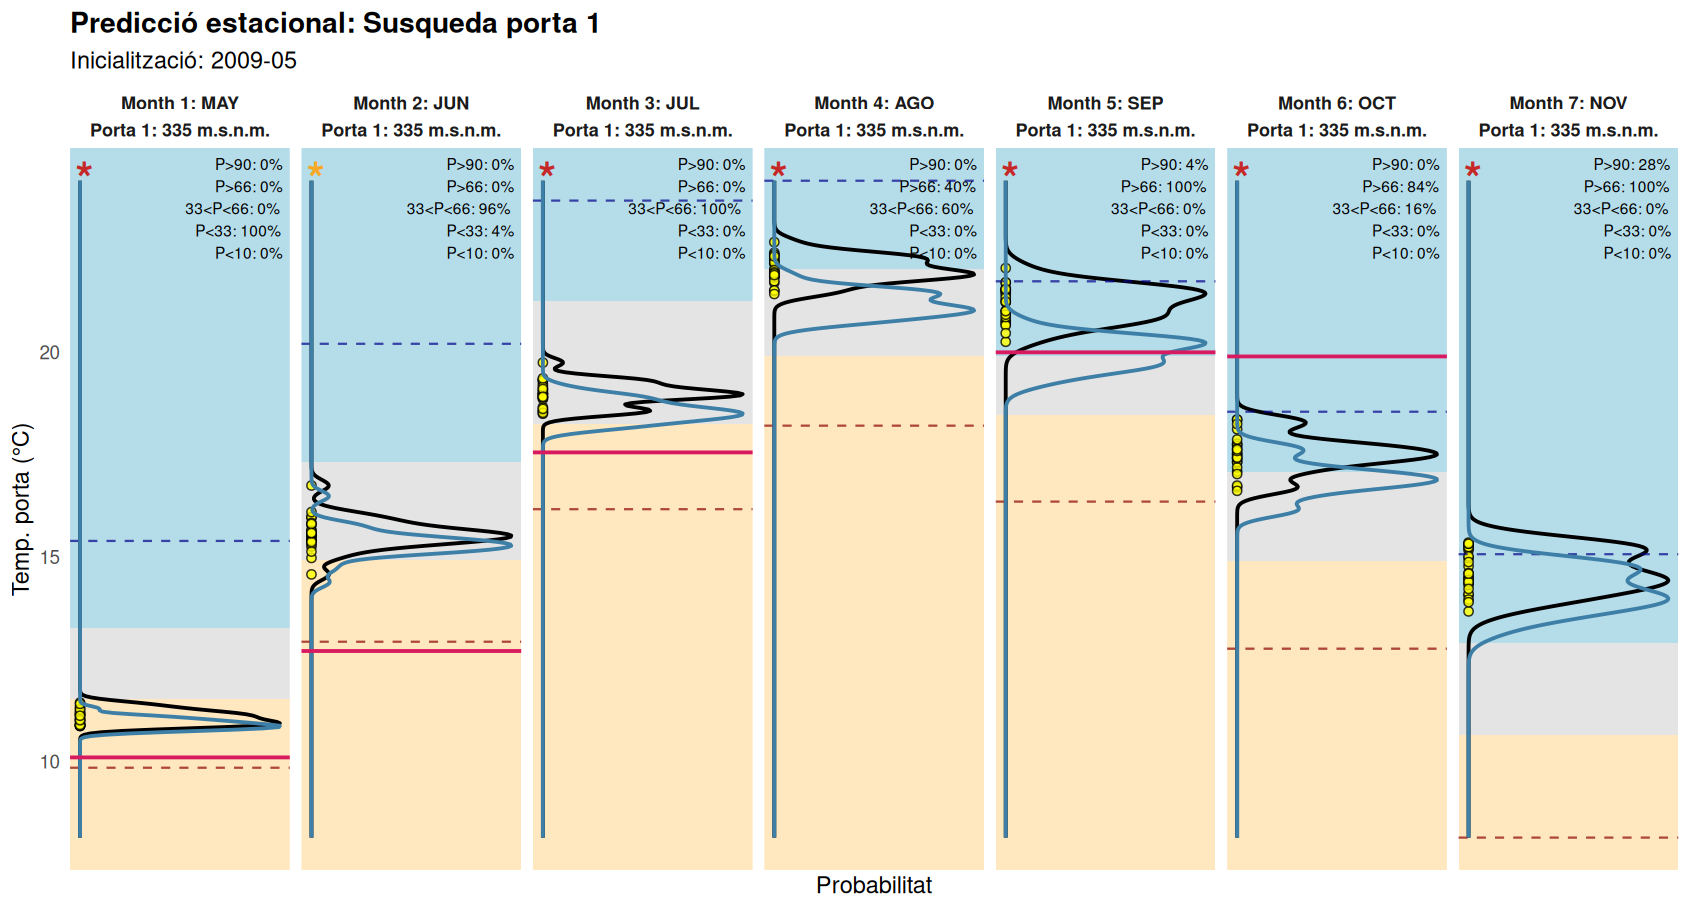 Predicció estacional: Susqueda porta 1
Inicialització: 2009-05
Month 1: MAY
Porta 1: 335 m.s.n.m.
Month 2: JUN
Porta 1: 335 m.s.n.m.
Month 3: JUL
Porta 1: 335 m.s.n.m.
Month 4: AGO
Porta 1: 335 m.s.n.m.
Month 5: SEP
Porta 1: 335 m.s.n.m.
Month 6: OCT
Porta 1: 335 m.s.n.m.
Month 7: NOV
Porta 1: 335 m.s.n.m.
*
P>90: 0%
P>66: 0%
33<P<66: 0%
P<33: 100%
P<10: 0%
*
P>90: 0%
P>66: 0%
33<P<66: 96%
P<33: 4%
P<10: 0%
*
P>90: 0%
P>66: 0%
33<P<66: 100%
P<33: 0%
P<10: 0%
*
P>90: 0%
P>66: 40%
33<P<66: 60%
P<33: 0%
P<10: 0%
*
P>90: 4%
P>66: 100%
33<P<66: 0%
P<33: 0%
P<10: 0%
*
P>90: 0%
P>66: 84%
33<P<66: 16%
P<33: 0%
P<10: 0%
*
P>90: 28%
P>66: 100%
33<P<66: 0%
P<33: 0%
P<10: 0%
Temp. porta (°C)
20
15
10
Probabilitat